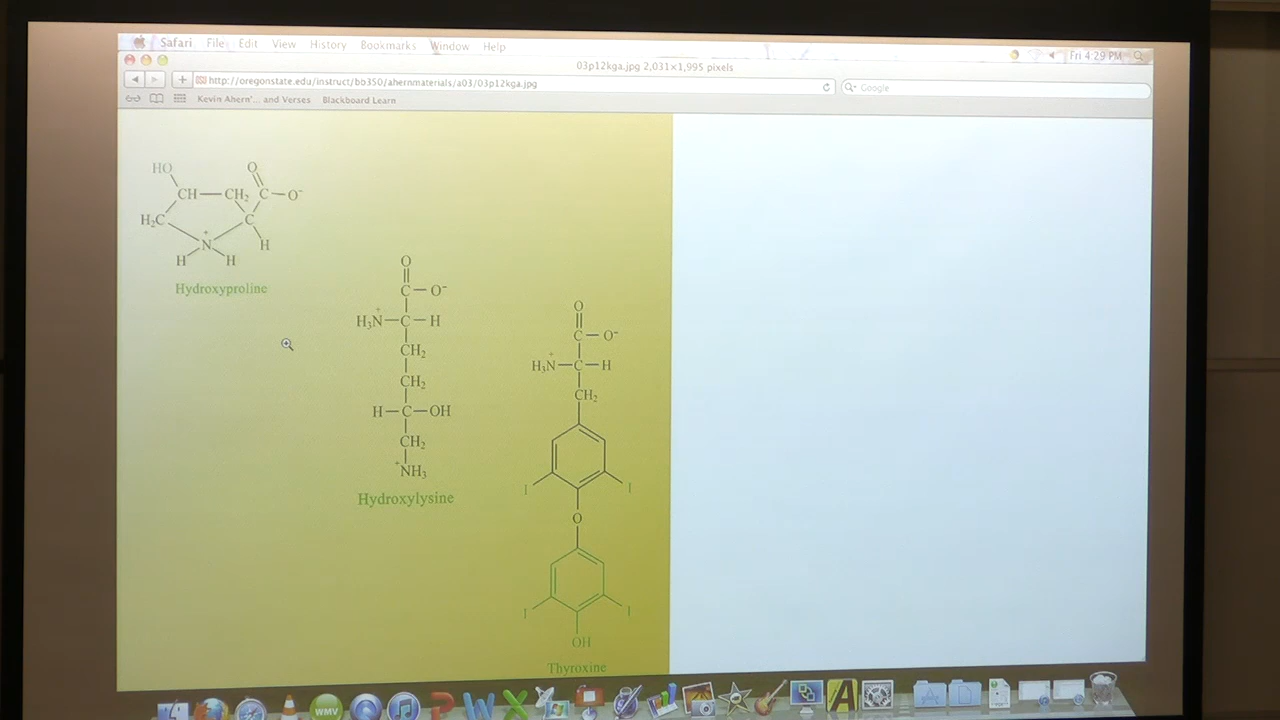 Safari File Edit View History Bookmarks Window Help Fri 4:29 PM
03p12kga.jpg 2,031×1,995 pixels
http://oregonstate.edu/instruct/bb350/ahernmaterials/a03/03p12kga.jpg Google
Kevin Ahern'... and Verses Blackboard Learn
HO O
CH CH₂ C O⁻
H₂C C
+
N H
H H
Hydroxyproline
O
C O⁻
+
H₃N C H
CH₂
CH₂
H C OH
CH₂
+NH₃
Hydroxylysine
O
C O⁻
+
H₃N C H
CH₂
I I
O
I I
OH
Thyroxine
WMV